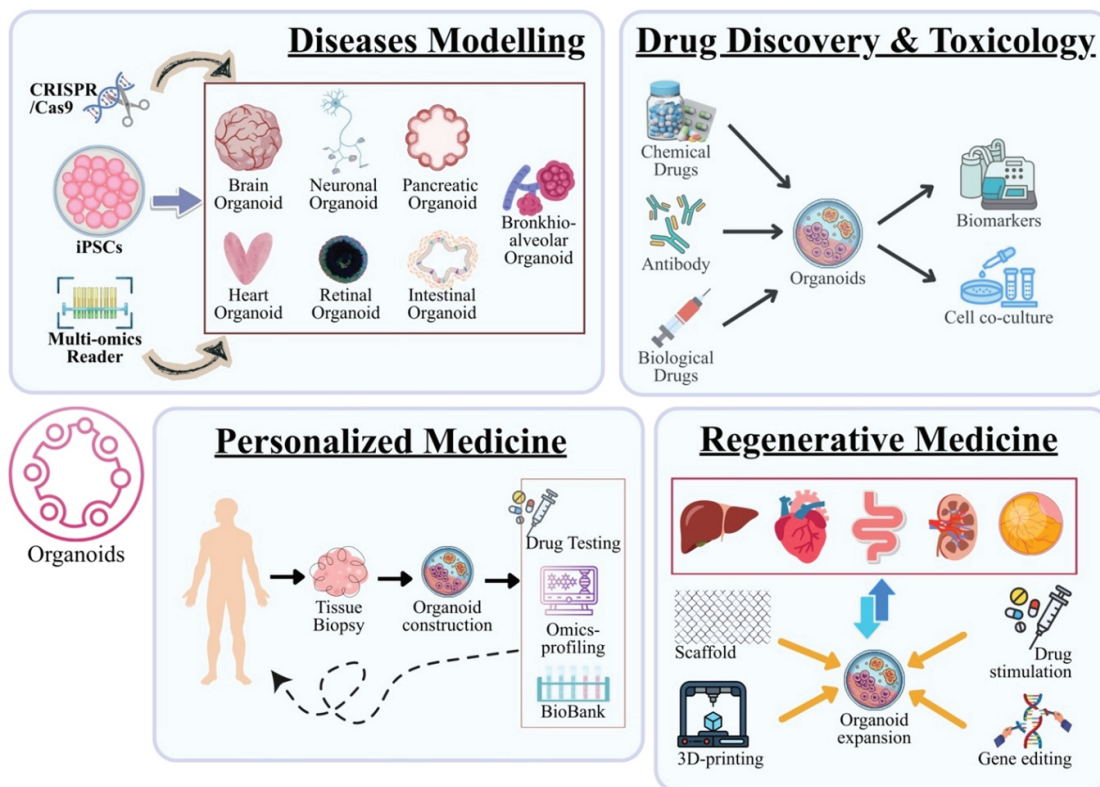 Diseases Modelling
CRISPR
/Cas9
iPSCs
Multi-omics
Reader
Brain
Organoid
Neuronal
Organoid
Pancreatic
Organoid
Bronkhio-
alveolar
Organoid
Heart
Organoid
Retinal
Organoid
Intestinal
Organoid
Drug Discovery & Toxicology
Chemical
Drugs
Antibody
Biological
Drugs
Organoids
Biomarkers
Cell co-culture
Organoids
Personalized Medicine
Tissue
Biopsy
Organoid
construction
Drug Testing
Omics-
profiling
BioBank
Regenerative Medicine
Scaffold
3D-printing
Organoid
expansion
Drug
stimulation
Gene editing